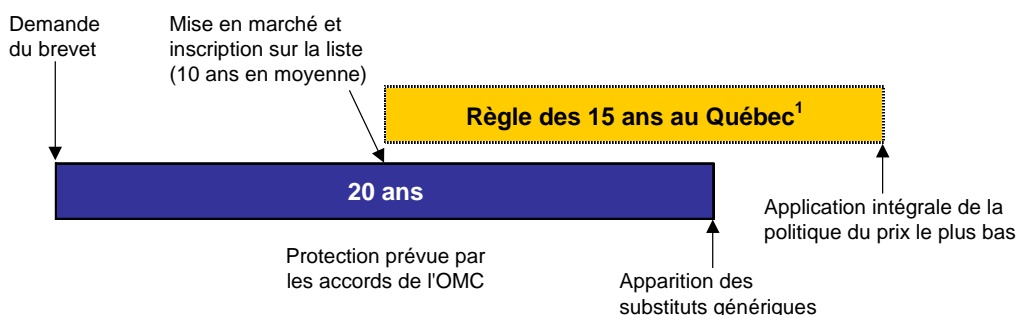 Demande
du brevet
Mise en marché et
inscription sur la liste
(10 ans en moyenne)
Règle des 15 ans au Québec¹
20 ans
Application intégrale de la
politique du prix le plus bas
Protection prévue par
les accords de l'OMC
Apparition des
substituts génériques